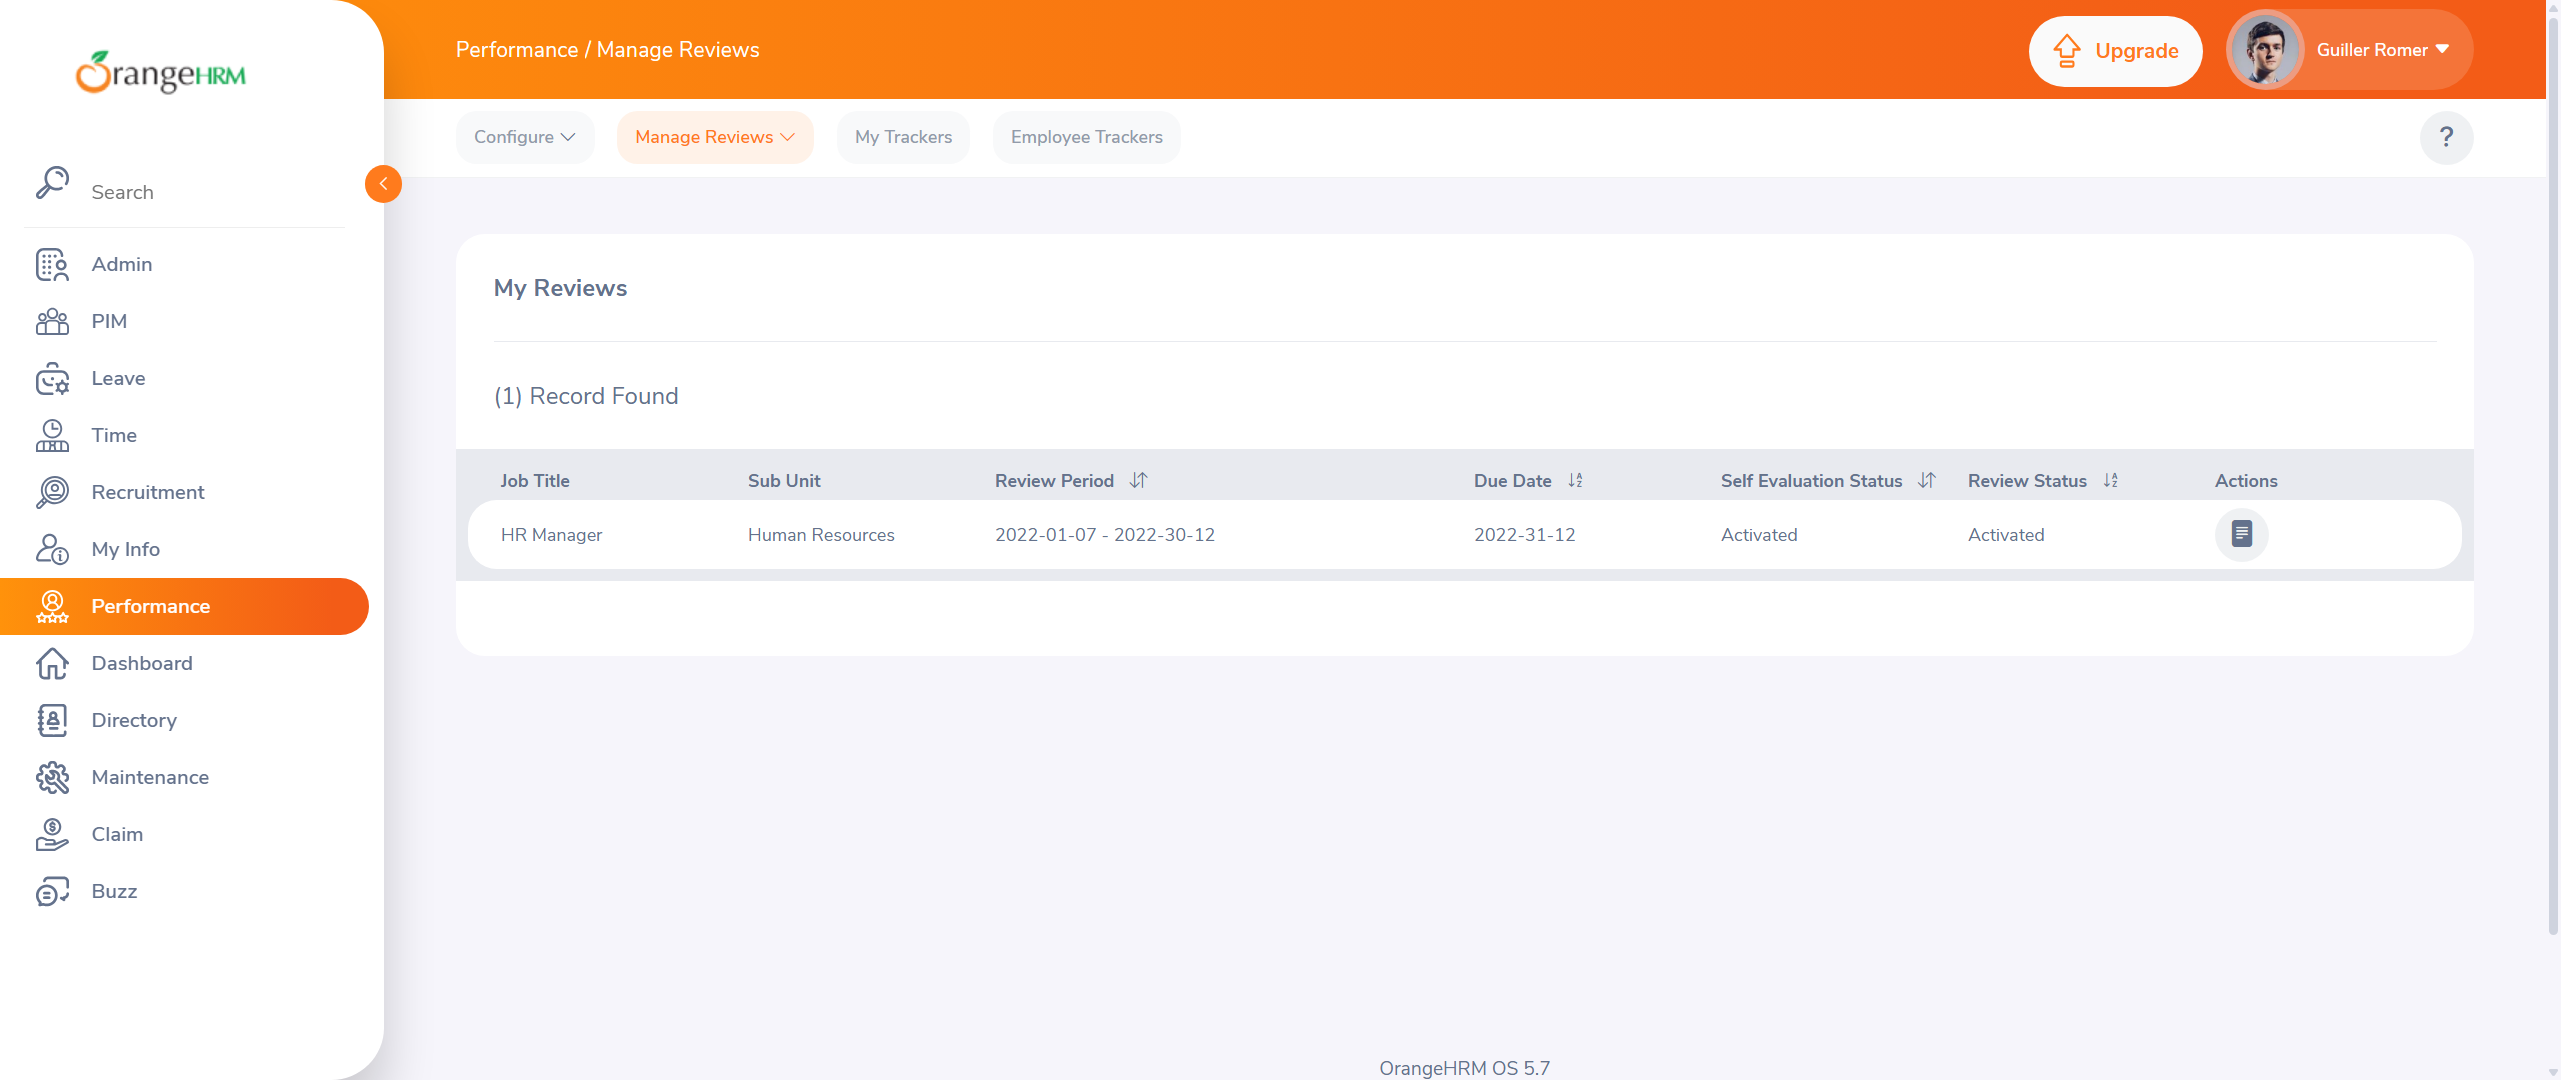 OrangeHRM
Performance / Manage Reviews
Upgrade
Guiller Romer
Configure
Manage Reviews
My Trackers
Employee Trackers
?
Search
Admin
PIM
Leave
Time
Recruitment
My Info
Performance
Dashboard
Directory
Maintenance
Claim
Buzz
My Reviews
(1) Record Found
Job Title Sub Unit Review Period Due Date Self Evaluation Status Review Status Actions
HR Manager Human Resources 2022-01-07 - 2022-30-12 2022-31-12 Activated Activated
OrangeHRM OS 5.7